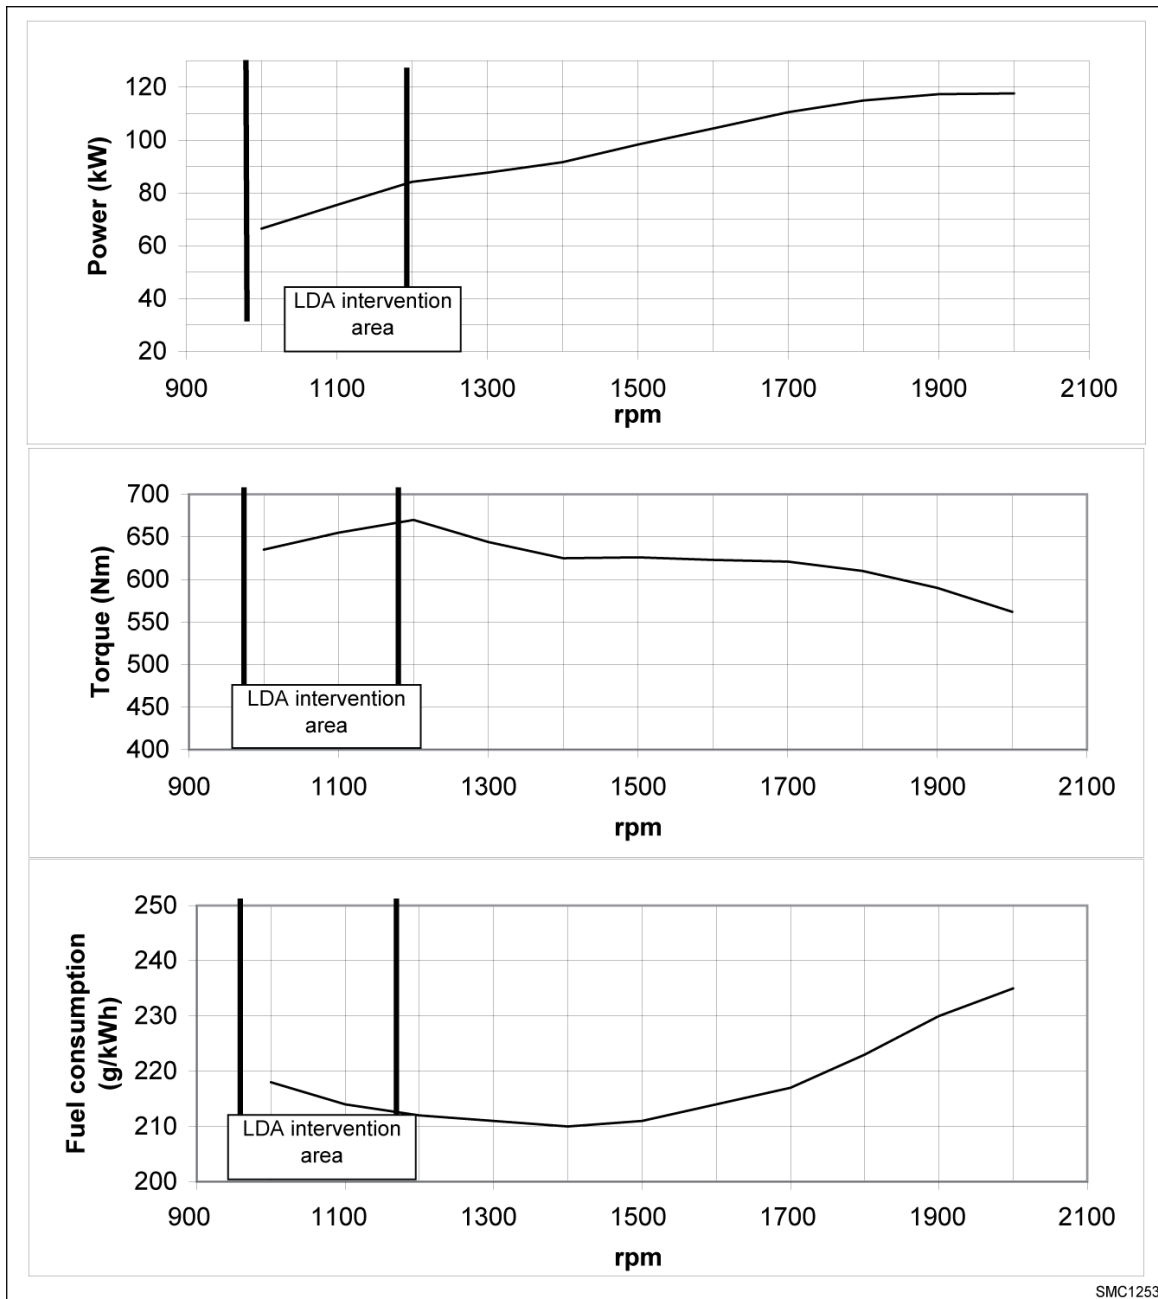 Power (kW)
120
100
80
60
40
20
LDA intervention
area
900 1100 1300 1500 1700 1900 2100
rpm
Torque (Nm)
700
650
600
550
500
450
400
LDA intervention
area
900 1100 1300 1500 1700 1900 2100
rpm
Fuel consumption
(g/kWh)
250
240
230
220
210
200
LDA intervention
area
900 1100 1300 1500 1700 1900 2100
rpm
SMC1253